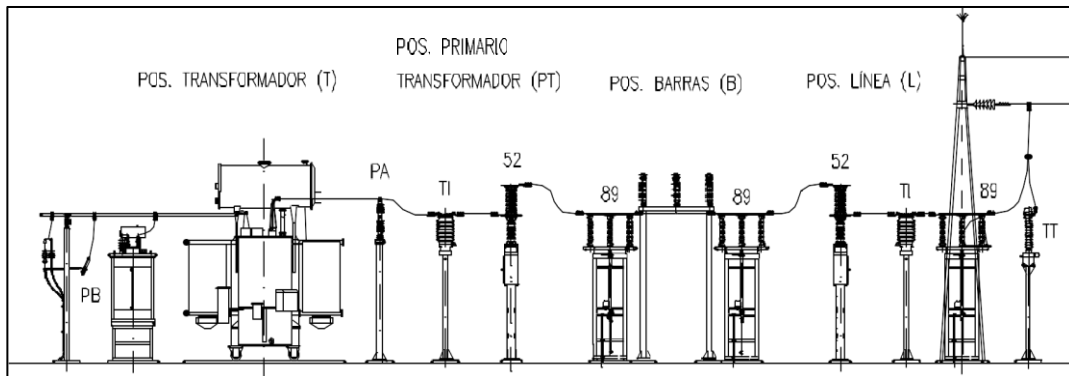 POS. PRIMARIO
POS. TRANSFORMADOR (T)
TRANSFORMADOR (PT)
POS. BARRAS (B)
POS. LÍNEA (L)
PA
TI
52
89
89
52
TI
89
TT
PB